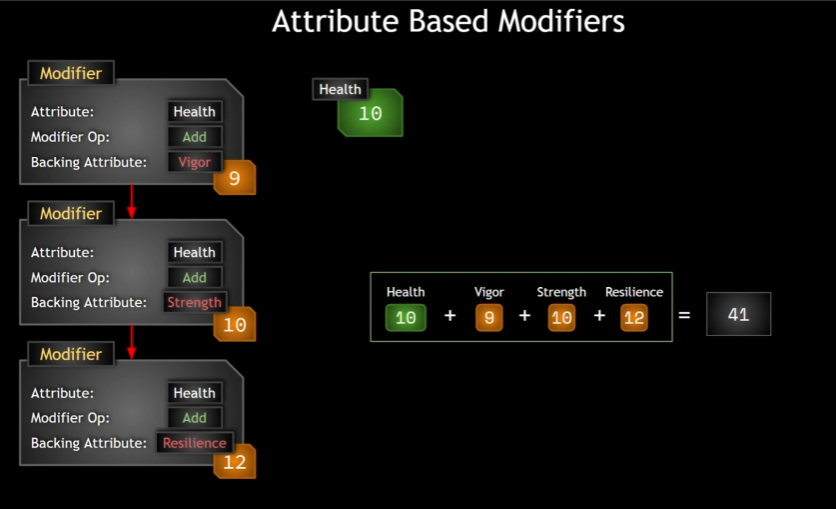 Attribute Based Modifiers
Modifier
Attribute: Health
Modifier Op: Add
Backing Attribute: Vigor
9
Modifier
Attribute: Health
Modifier Op: Add
Backing Attribute: Strength
10
Modifier
Attribute: Health
Modifier Op: Add
Backing Attribute: Resilience
12
Health
10
Health Vigor Strength Resilience
10 + 9 + 10 + 12 = 41